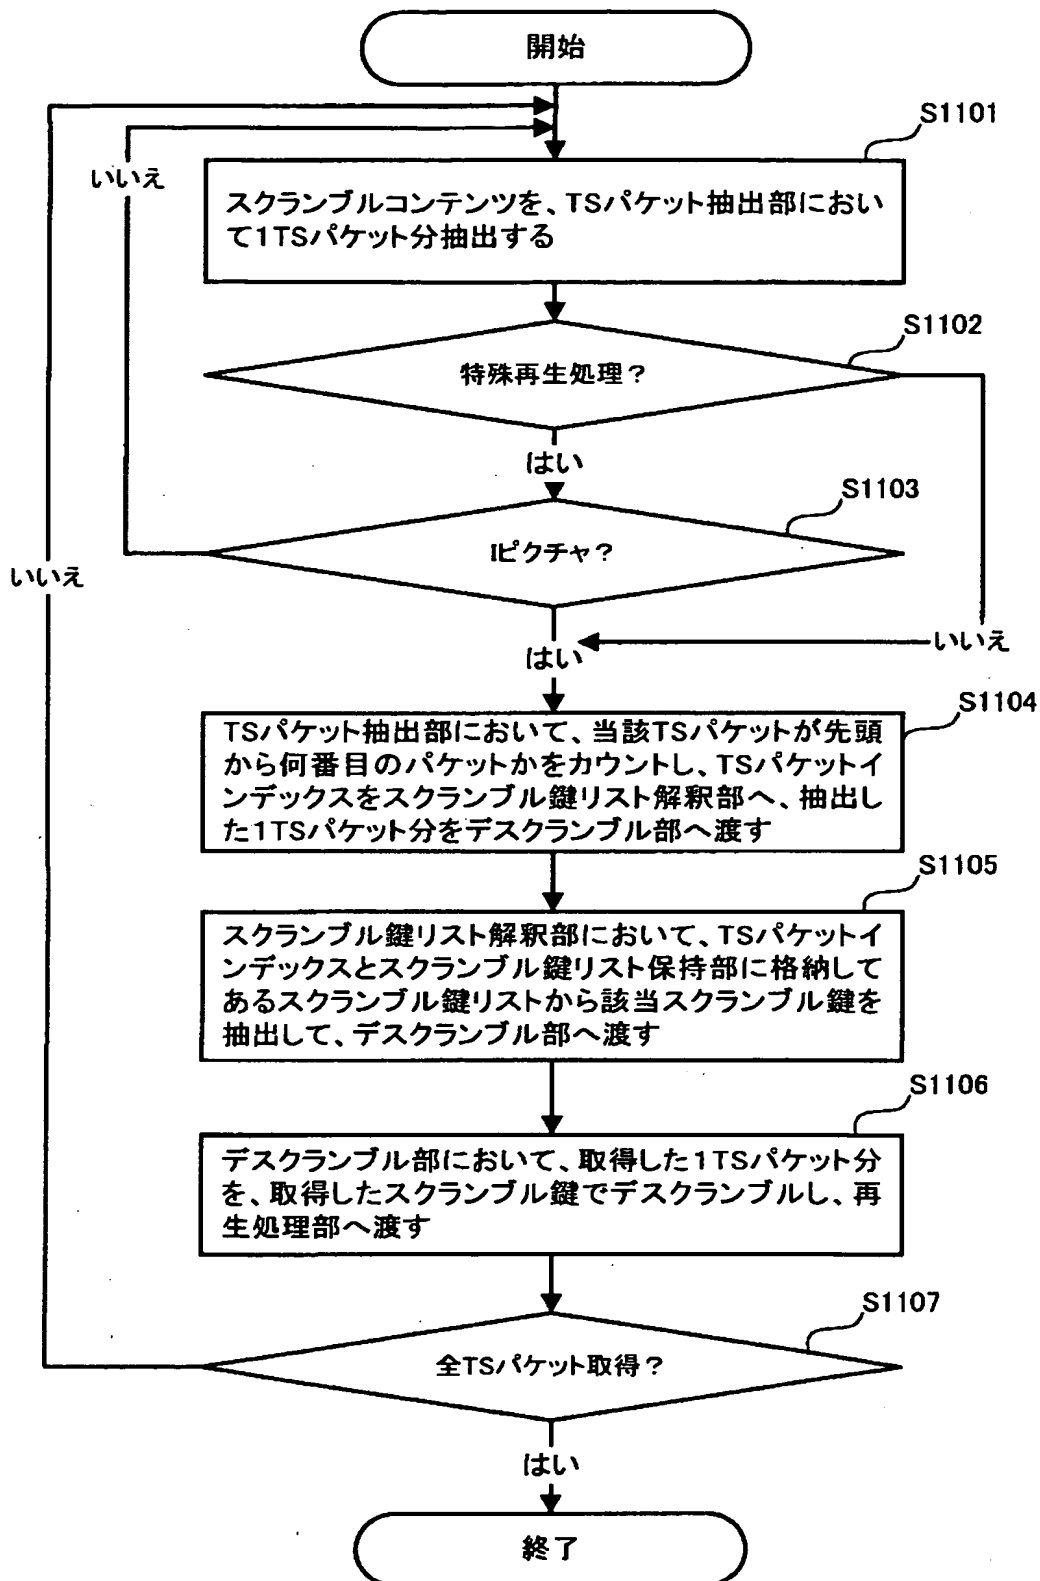 開始
S1101
いいえ
スクランブルコンテンツを、TSパケット抽出部におい
て1TSパケット分抽出する
S1102
特殊再生処理?
はい
S1103
Iピクチャ?
いいえ
いいえ
はい
S1104
TSパケット抽出部において、当該TSパケットが先頭
から何番目のパケットかをカウントし、TSパケットイ
ンデックスをスクランブル鍵リスト解釈部へ、抽出し
た1TSパケット分をデスクランブル部へ渡す
S1105
スクランブル鍵リスト解釈部において、TSパケットイ
ンデックスとスクランブル鍵リスト保持部に格納して
あるスクランブル鍵リストから該当スクランブル鍵を
抽出して、デスクランブル部へ渡す
S1106
デスクランブル部において、取得した1TSパケット分
を、取得したスクランブル鍵でデスクランブルし、再
生処理部へ渡す
S1107
全TSパケット取得?
はい
終了